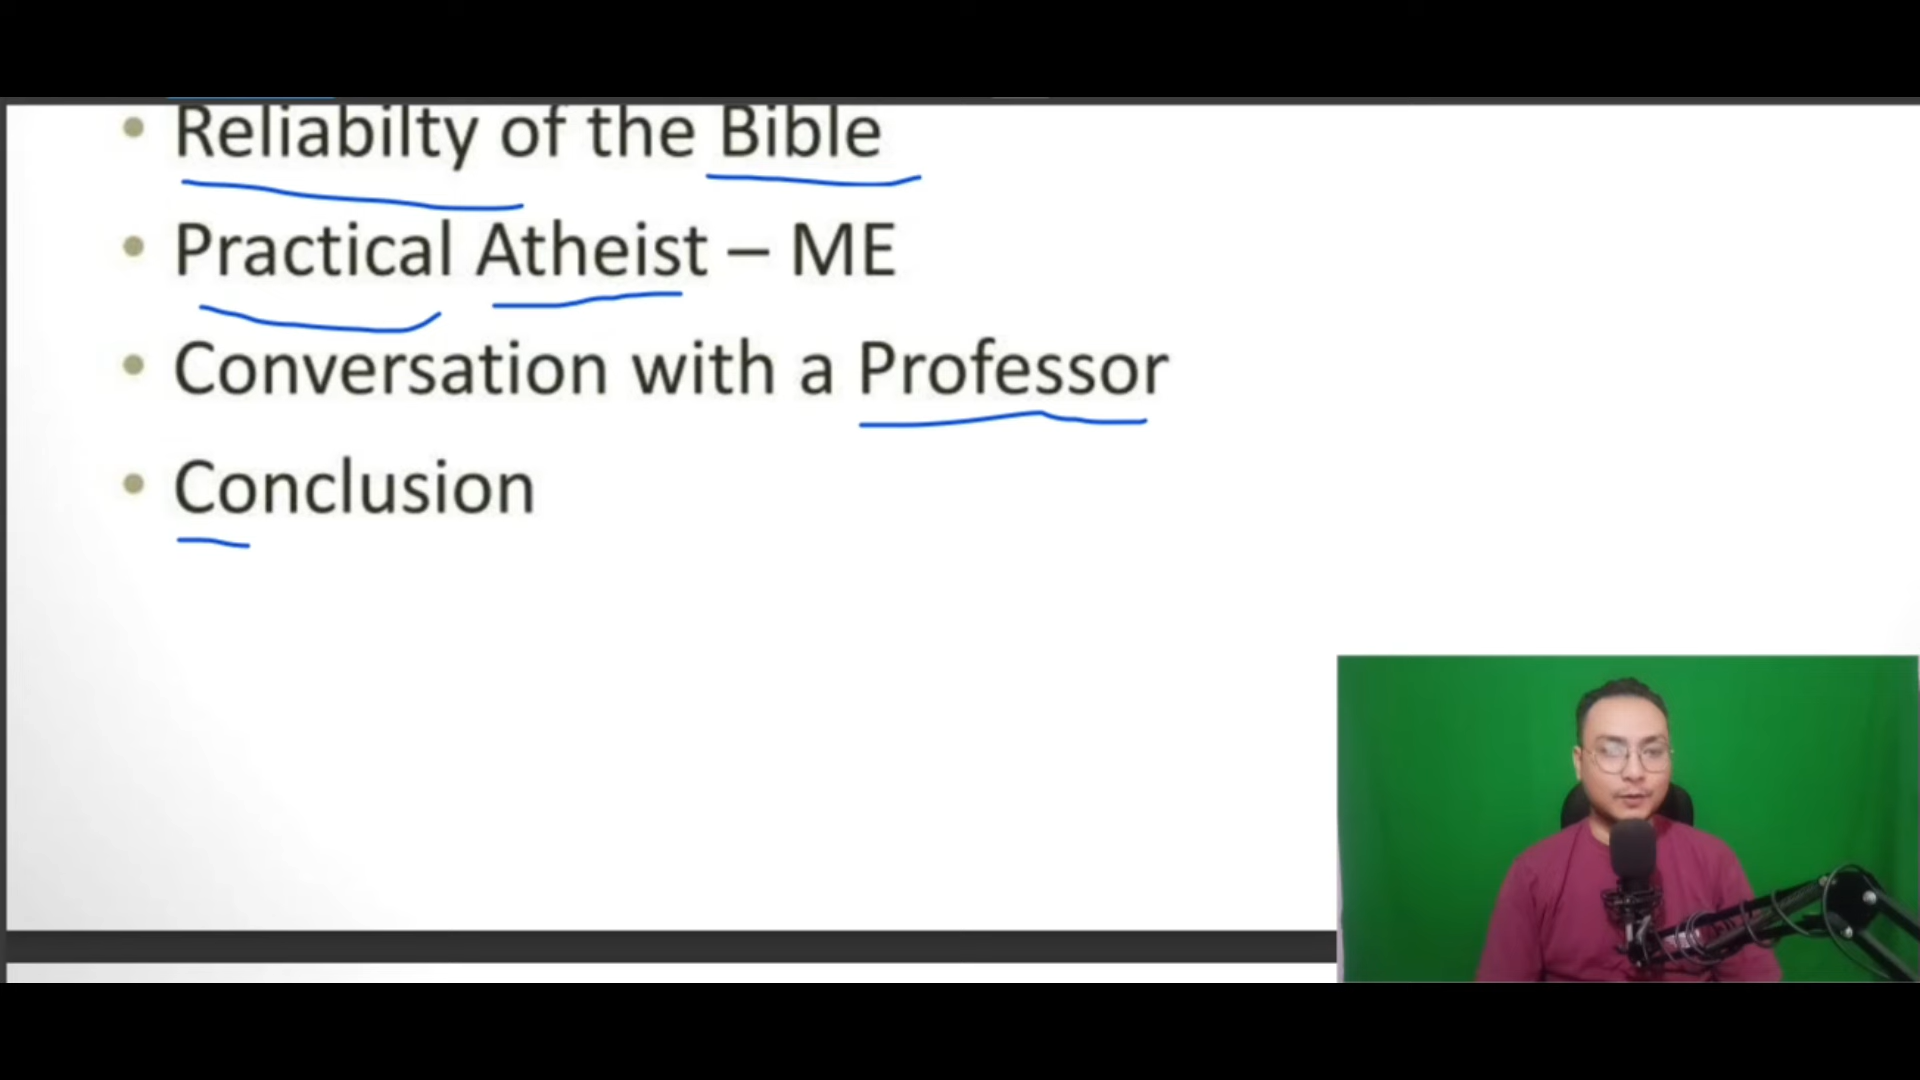 • Reliabilty of the Bible
• Practical Atheist – ME
• Conversation with a Professor
• Conclusion